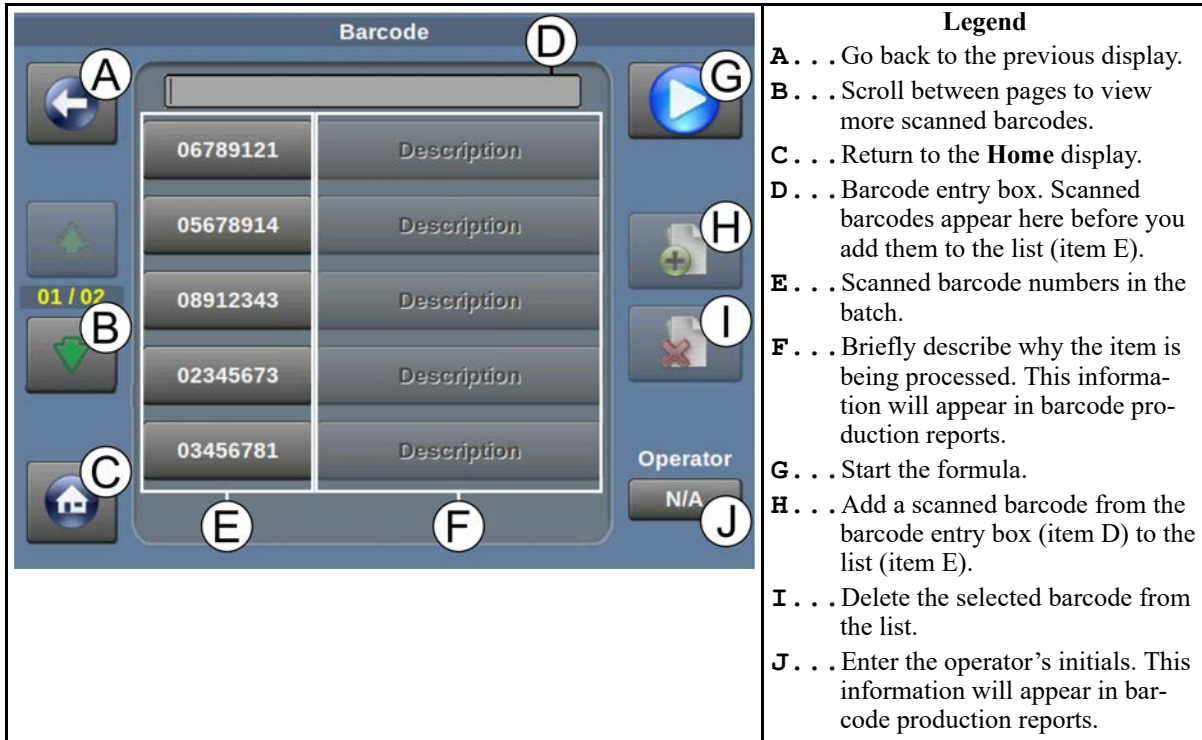 Barcode
D
A
G
06789121 Description
05678914 Description
H
01 / 02
08912343 Description
B
I
02345673 Description
03456781 Description
C
Operator
N/A
E
F
J
Legend
A...Go back to the previous display.
B...Scroll between pages to view
more scanned barcodes.
C...Return to the Home display.
D...Barcode entry box. Scanned
barcodes appear here before you
add them to the list (item E).
E...Scanned barcode numbers in the
batch.
F...Briefly describe why the item is
being processed. This informa-
tion will appear in barcode pro-
duction reports.
G...Start the formula.
H...Add a scanned barcode from the
barcode entry box (item D) to the
list (item E).
I...Delete the selected barcode from
the list.
J...Enter the operator’s initials. This
information will appear in bar-
code production reports.